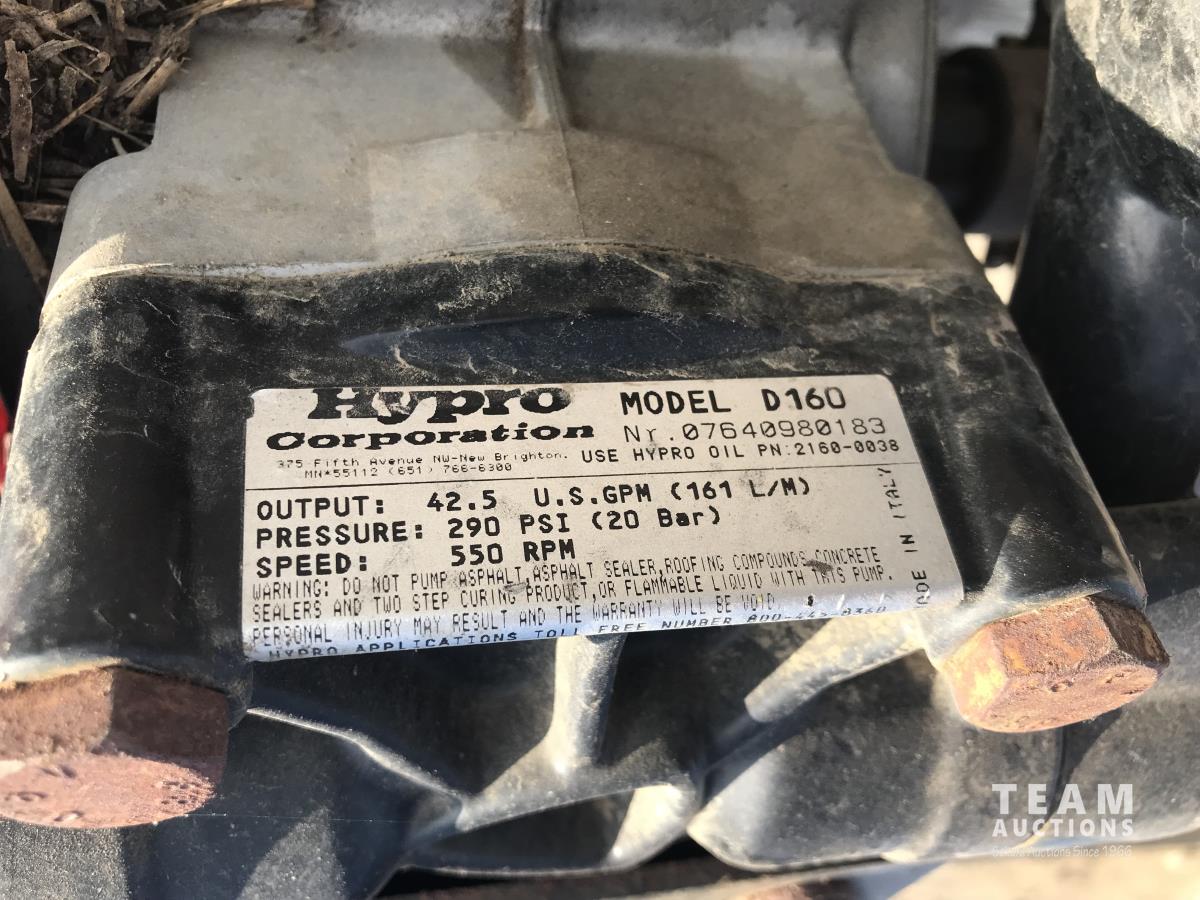 Hypro
Corporation
375 Fifth Avenue NW-New Brighton.
MN*55112 (651) 766-6300
MODEL D160
Nr.07640980183
USE HYPRO OIL PN:2160-0038
OUTPUT: 42.5 U.S.GPM (161 L/M)
PRESSURE: 290 PSI (20 Bar)
SPEED: 550 RPM
WARNING: DO NOT PUMP ASPHALT,ASPHALT SEALER,ROOFING COMPOUNDS,CONCRETE
SEALERS AND TWO STEP CURING PRODUCT,OR FLAMMABLE LIQUID WITH THIS PUMP.
PERSONAL INJURY MAY RESULT AND THE WARRANTY WILL BE VOID.
HYPRO APPLICATIONS TOLL FREE NUMBER
MADE IN ITALY
TEAM
AUCTIONS
Auctions Since 1966